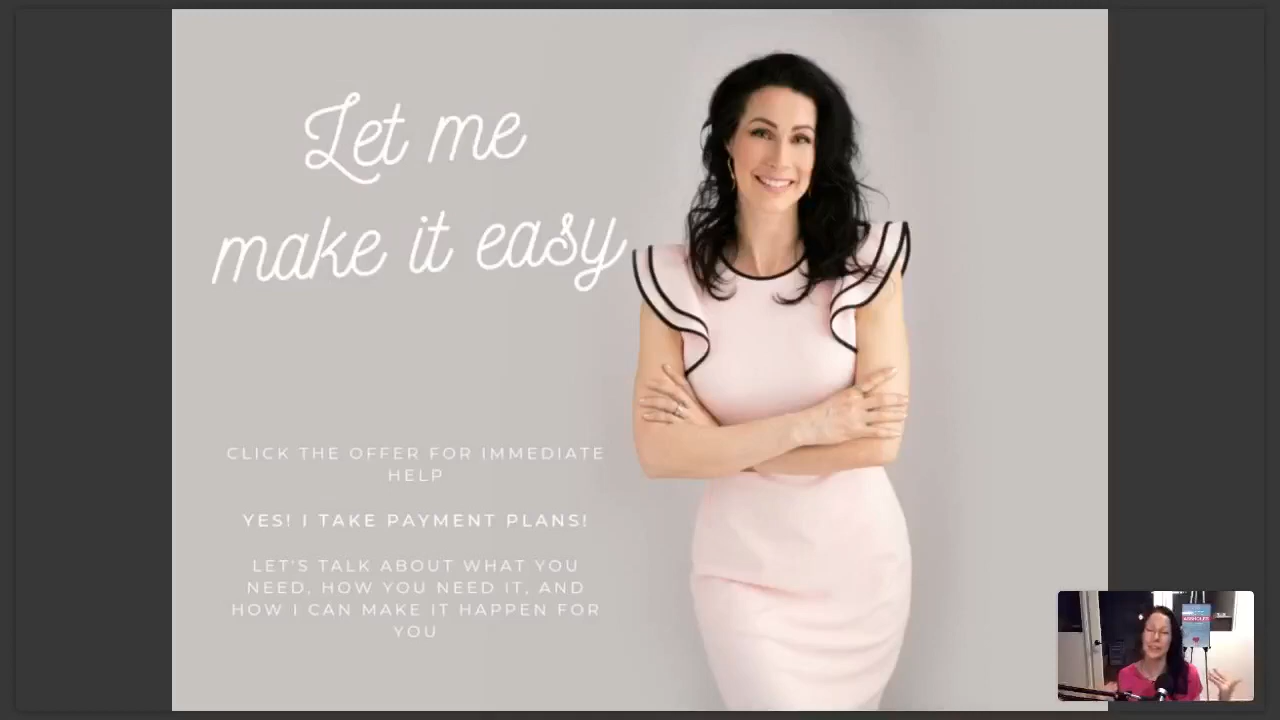 Let me
make it easy
CLICK THE OFFER FOR IMMEDIATE
HELP
YES! I TAKE PAYMENT PLANS!
LET'S TALK ABOUT WHAT YOU
NEED, HOW YOU NEED IT, AND
HOW I CAN MAKE IT HAPPEN FOR
YOU
ASSHOLES